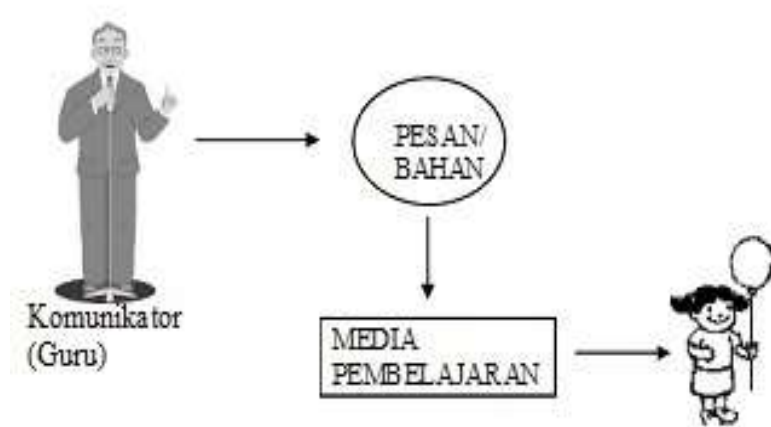 PESAN/
BAHAN
Komunikator
(Guru)
MEDIA
PEMBELAJARAN